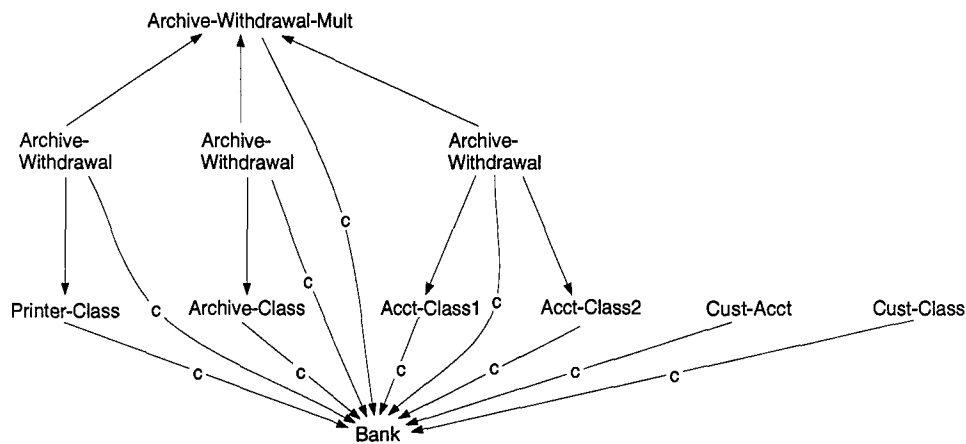 Archive-Withdrawal-Mult
Archive-
Withdrawal
Archive-
Withdrawal
Archive-
Withdrawal
c
c
c
c
Printer-Class
Archive-Class
Acct-Class1
Acct-Class2
Cust-Acct
Cust-Class
c
c
c
c
c
c
Bank